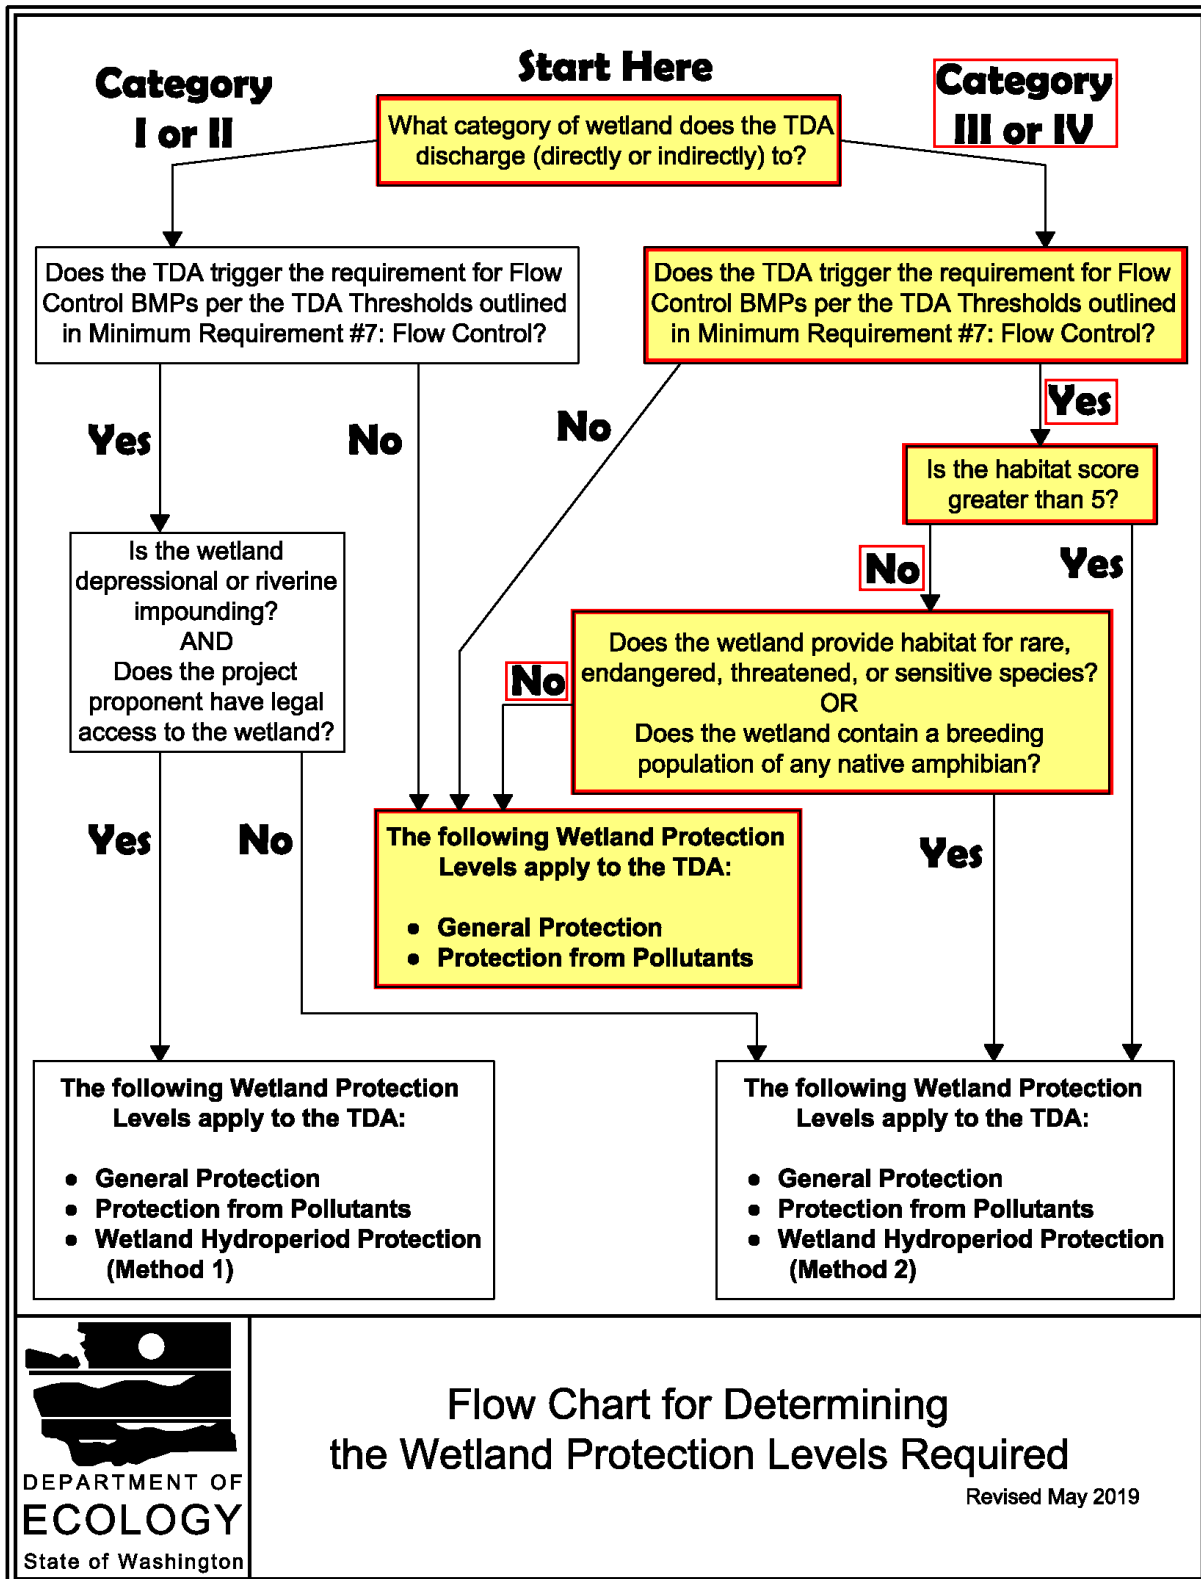 Start Here
Category
I or II
Category
III or IV
What category of wetland does the TDA
discharge (directly or indirectly) to?
Does the TDA trigger the requirement for Flow
Control BMPs per the TDA Thresholds outlined
in Minimum Requirement #7: Flow Control?
Does the TDA trigger the requirement for Flow
Control BMPs per the TDA Thresholds outlined
in Minimum Requirement #7: Flow Control?
Yes
No
No
Yes
Is the habitat score
greater than 5?
Is the wetland
depressional or riverine
impounding?
AND
Does the project
proponent have legal
access to the wetland?
No
Yes
Does the wetland provide habitat for rare,
endangered, threatened, or sensitive species?
OR
Does the wetland contain a breeding
population of any native amphibian?
No
Yes
No
Yes
The following Wetland Protection
Levels apply to the TDA:
• General Protection
• Protection from Pollutants
The following Wetland Protection
Levels apply to the TDA:
• General Protection
• Protection from Pollutants
• Wetland Hydroperiod Protection
(Method 1)
The following Wetland Protection
Levels apply to the TDA:
• General Protection
• Protection from Pollutants
• Wetland Hydroperiod Protection
(Method 2)
DEPARTMENT OF
ECOLOGY
State of Washington
Flow Chart for Determining
the Wetland Protection Levels Required
Revised May 2019